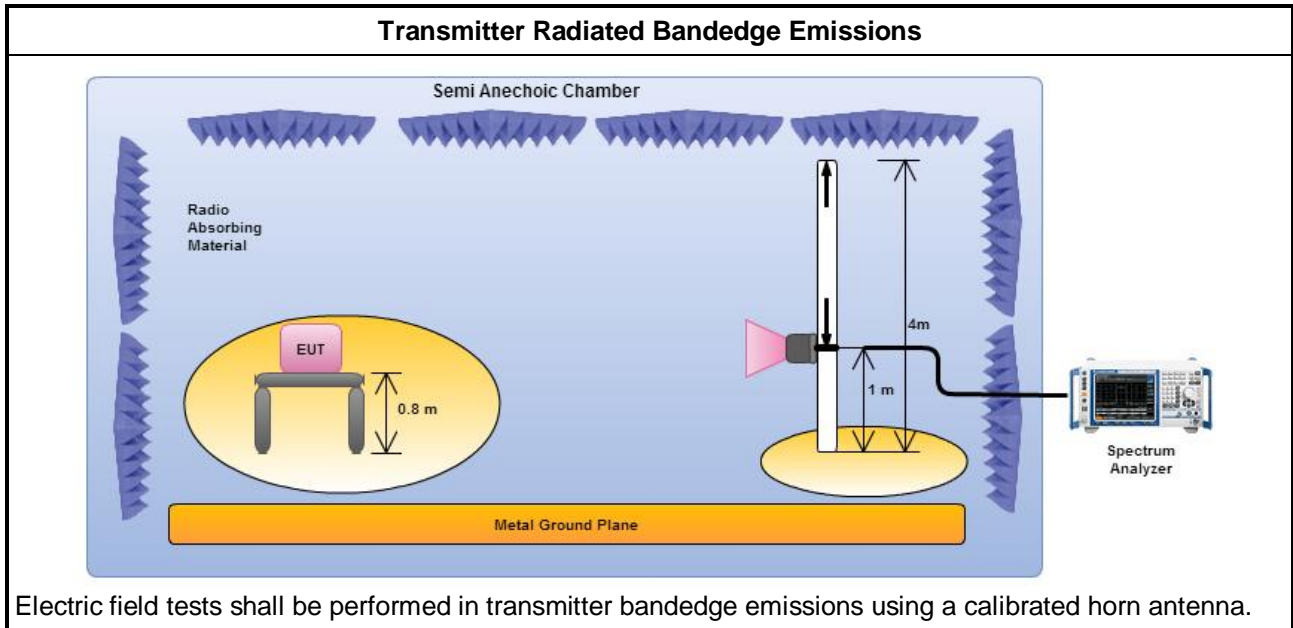 Transmitter Radiated Bandedge Emissions
Semi Anechoic Chamber
Radio
Absorbing
Material
EUT
0.8 m
4m
1 m
Spectrum
Analyzer
Metal Ground Plane
Electric field tests shall be performed in transmitter bandedge emissions using a calibrated horn antenna.